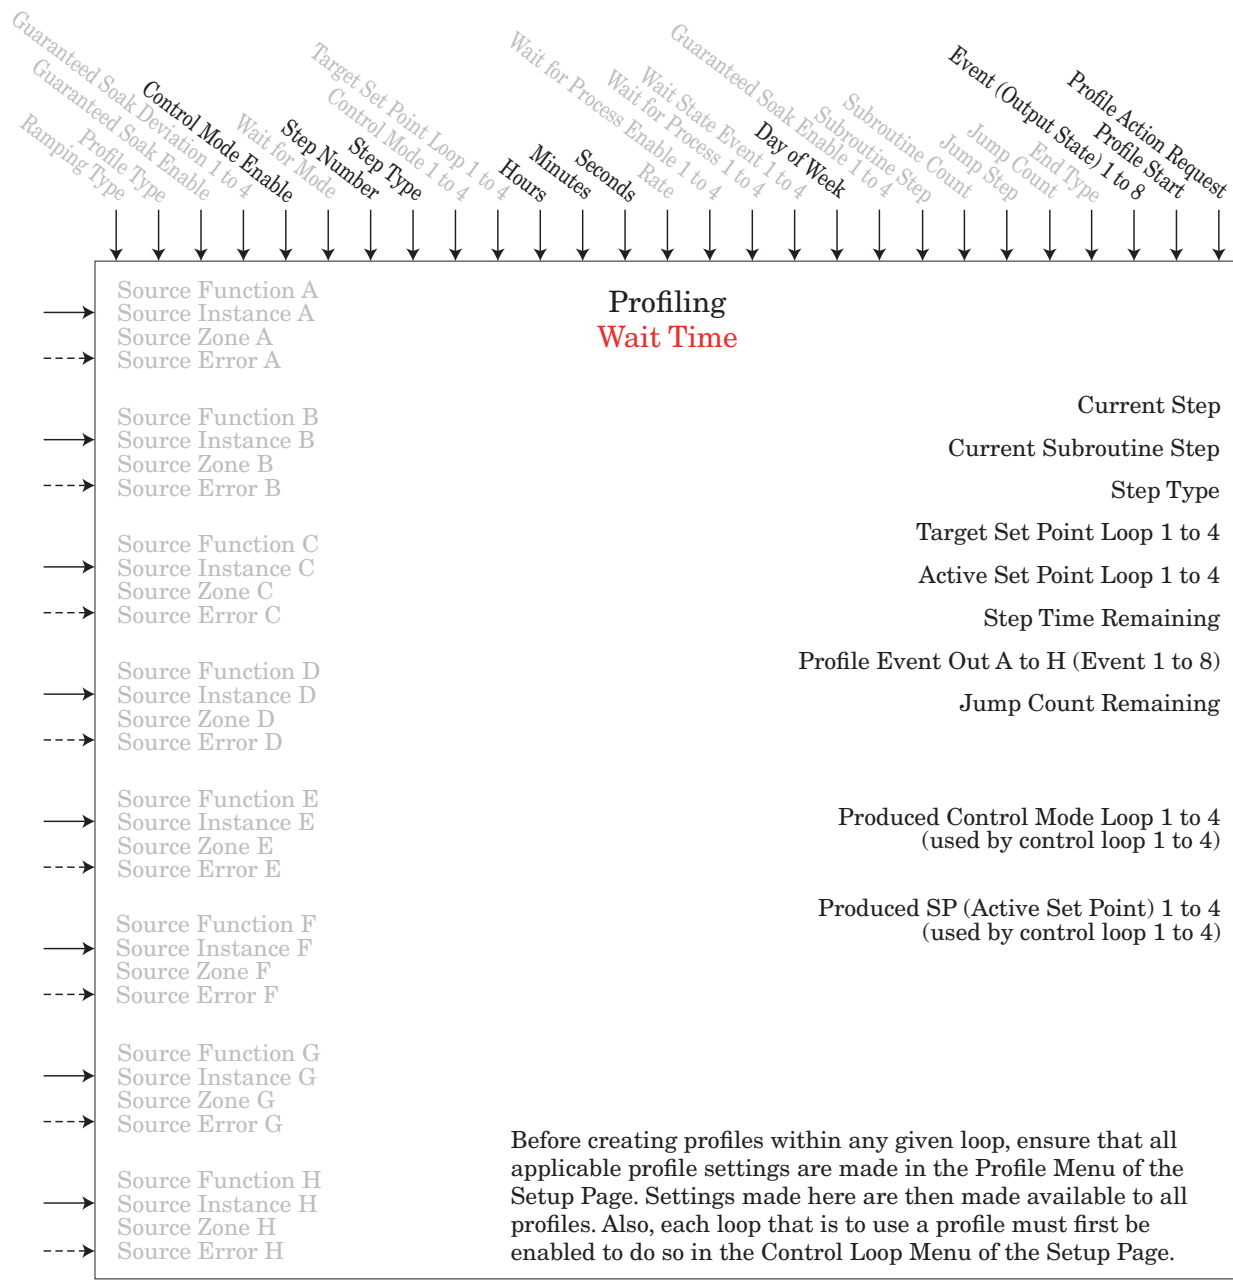 Ramping Type
Profile Type
Guaranteed Soak Enable
Guaranteed Soak Deviation 1 to 4
Control Mode Enable
Wait for Mode
Step Number
Step Type
Control Mode 1 to 4
Target Set Point Loop 1 to 4
Hours
Minutes
Seconds
Rate
Wait for Process Enable 1 to 4
Wait for Process 1 to 4
Wait State Event 1 to 4
Day of Week
Guaranteed Soak Enable 1 to 4
Subroutine Step
Subroutine Count
Jump Step
Jump Count
End Type
Event (Output State) 1 to 8
Profile Start
Profile Action Request
Profiling
Wait Time
Source Function A
Source Instance A
Source Zone A
Source Error A
Source Function B
Source Instance B
Source Zone B
Source Error B
Source Function C
Source Instance C
Source Zone C
Source Error C
Source Function D
Source Instance D
Source Zone D
Source Error D
Source Function E
Source Instance E
Source Zone E
Source Error E
Source Function F
Source Instance F
Source Zone F
Source Error F
Source Function G
Source Instance G
Source Zone G
Source Error G
Source Function H
Source Instance H
Source Zone H
Source Error H
Current Step
Current Subroutine Step
Step Type
Target Set Point Loop 1 to 4
Active Set Point Loop 1 to 4
Step Time Remaining
Profile Event Out A to H (Event 1 to 8)
Jump Count Remaining
Produced Control Mode Loop 1 to 4
(used by control loop 1 to 4)
Produced SP (Active Set Point) 1 to 4
(used by control loop 1 to 4)
Before creating profiles within any given loop, ensure that all
applicable profile settings are made in the Profile Menu of the
Setup Page. Settings made here are then made available to all
profiles. Also, each loop that is to use a profile must first be
enabled to do so in the Control Loop Menu of the Setup Page.